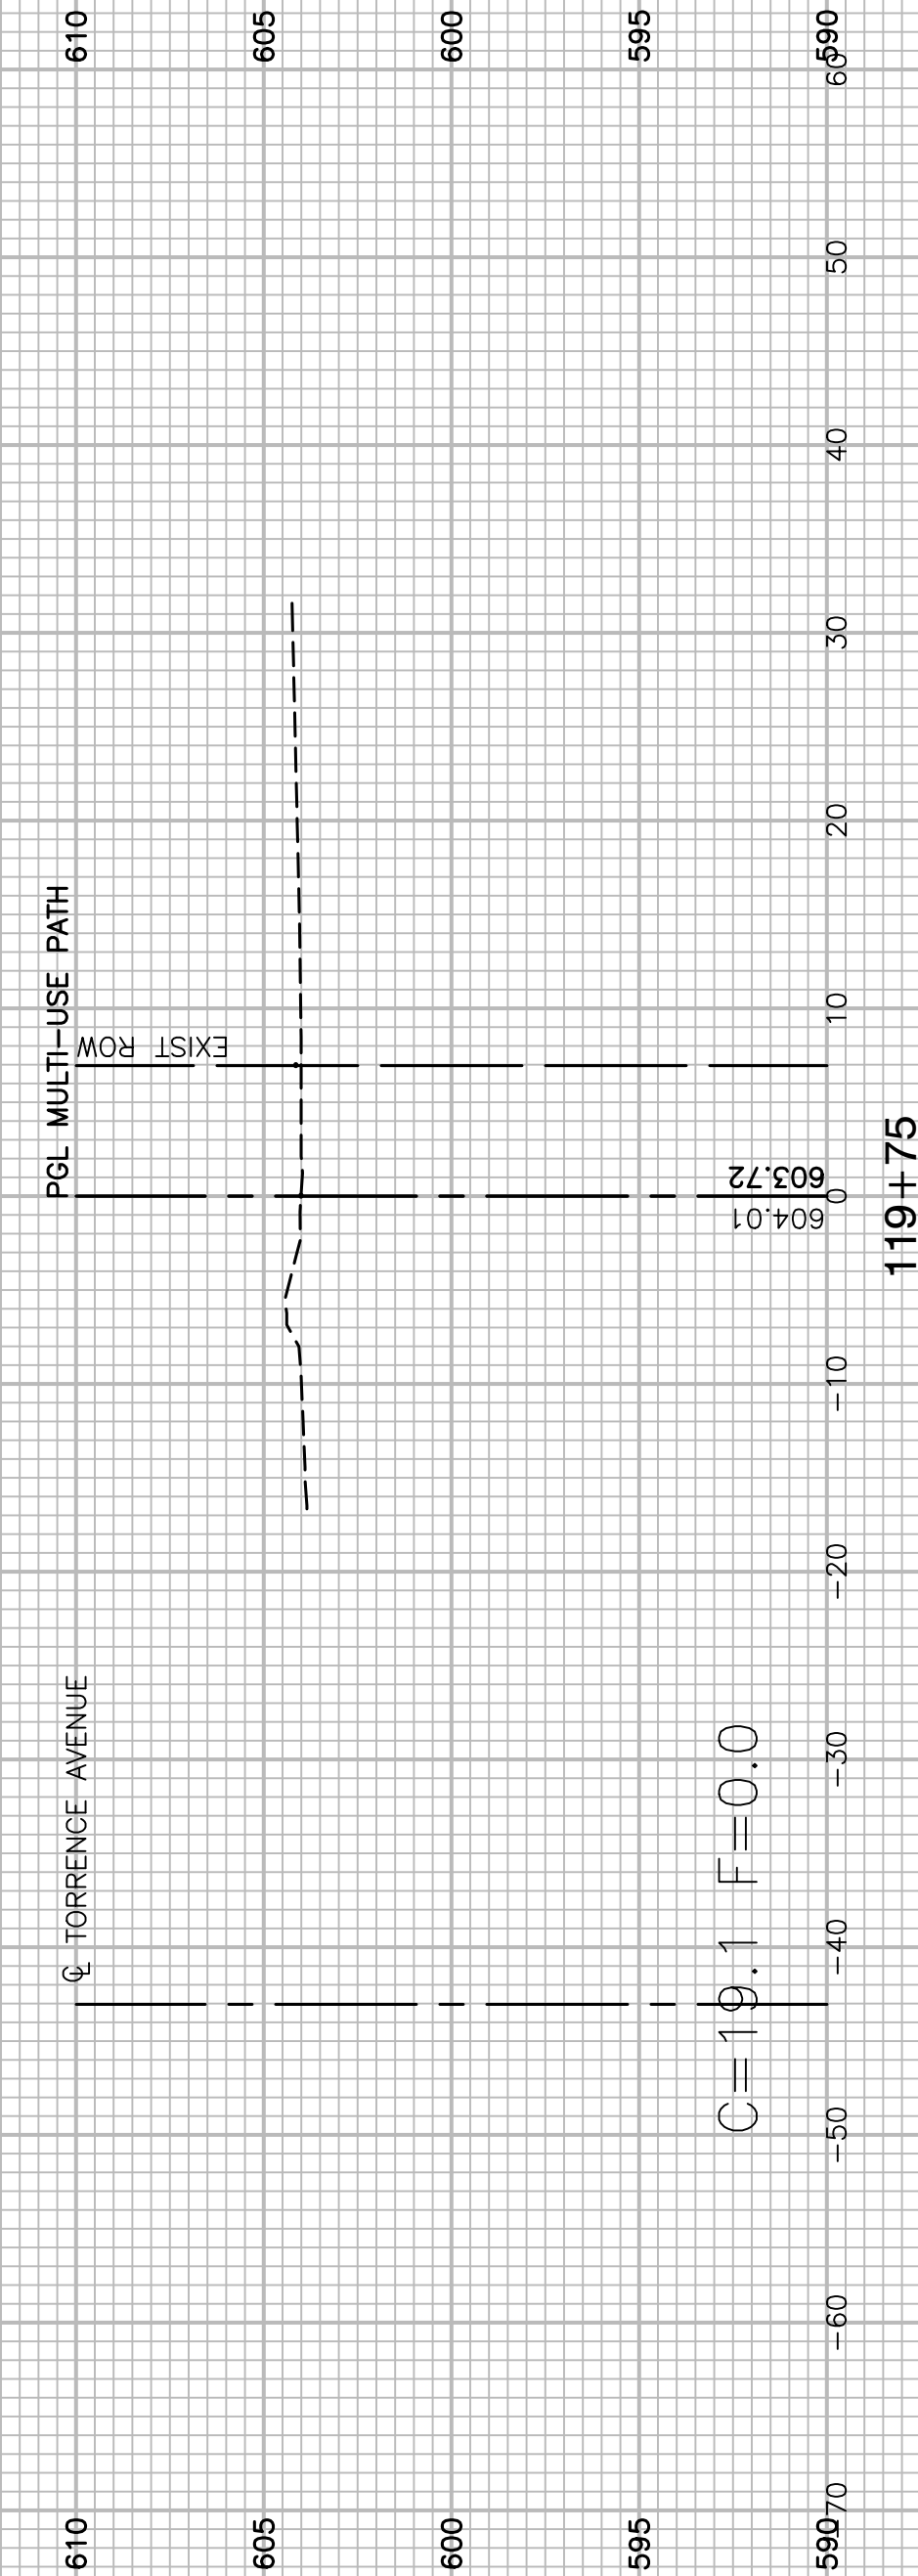 PGL MULTI-USE PATH
℄ TORRENCE AVENUE
EXIST ROW
610 610
605 605
600 600
595 595
C=19.1 F=0.0
604.01 603.72
590 590
-70 -60 -50 -40 -30 -20 -10 0 10 20 30 40 50 60
119+75